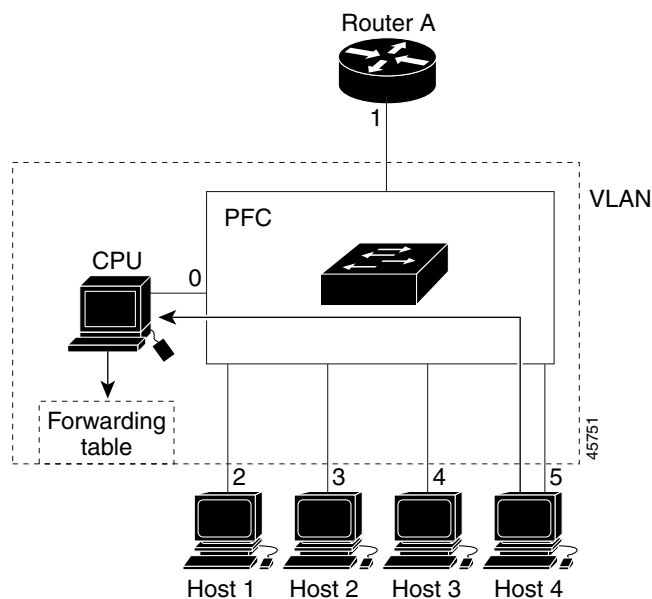 Router A
1
VLAN
PFC
CPU
0
Forwarding
table
45751
2
3
4
5
Host 1
Host 2
Host 3
Host 4